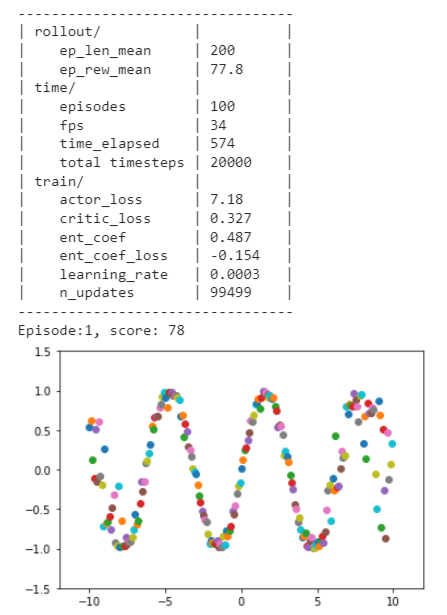 ----------------------------------
| rollout/           |          |
|    ep_len_mean     | 200      |
|    ep_rew_mean     | 77.8     |
| time/              |          |
|    episodes        | 100      |
|    fps             | 34       |
|    time_elapsed    | 574      |
|    total timesteps | 20000    |
| train/             |          |
|    actor_loss      | 7.18     |
|    critic_loss     | 0.327    |
|    ent_coef        | 0.487    |
|    ent_coef_loss   | -0.154   |
|    learning_rate   | 0.0003   |
|    n_updates       | 99499    |
----------------------------------
Episode:1, score: 78
1.5
1.0
0.5
0.0
−0.5
−1.0
−1.5
−10 −5 0 5 10